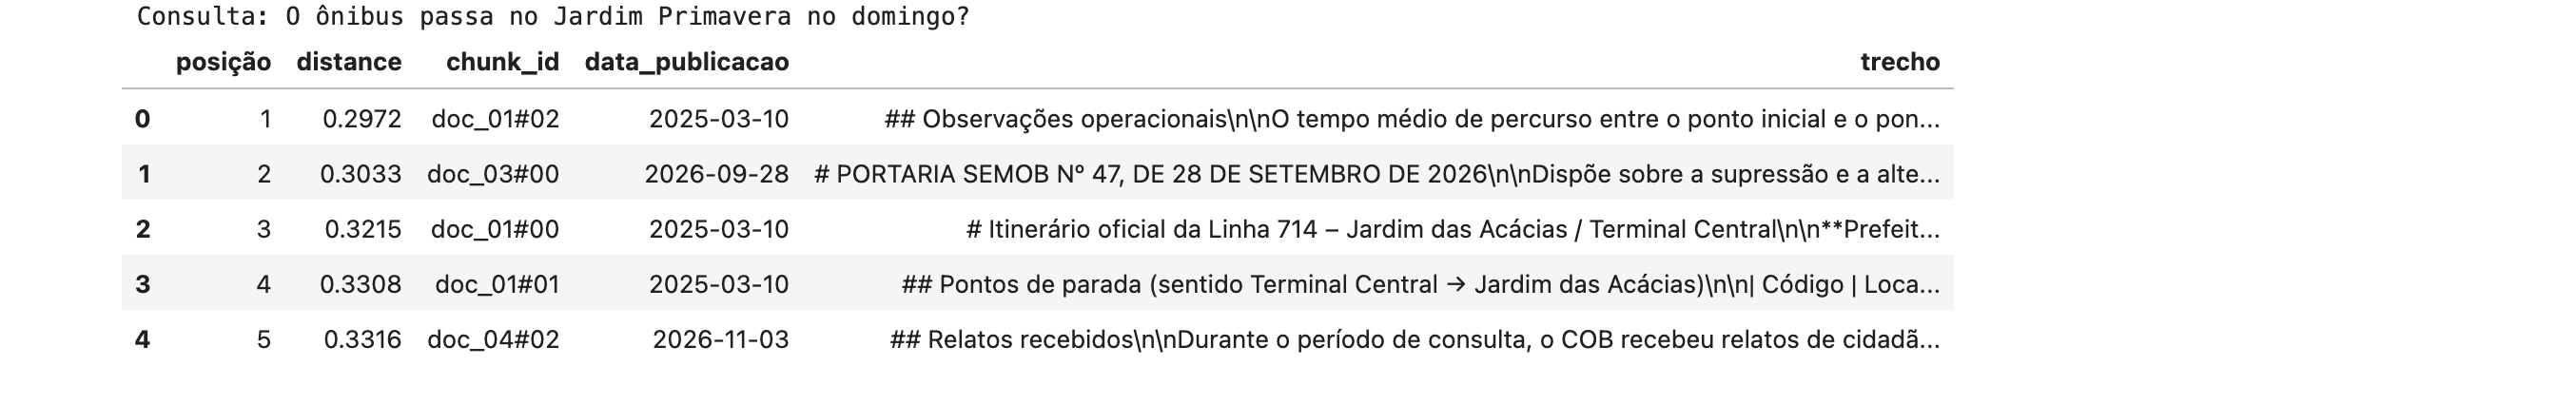 Consulta: O ônibus passa no Jardim Primavera no domingo?
posição distance chunk_id data_publicacao trecho
0 1 0.2972 doc_01#02 2025-03-10 ## Observações operacionais\n\nO tempo médio de percurso entre o ponto inicial e o pon...
1 2 0.3033 doc_03#00 2026-09-28 # PORTARIA SEMOB Nº 47, DE 28 DE SETEMBRO DE 2026\n\nDispõe sobre a supressão e a alte...
2 3 0.3215 doc_01#00 2025-03-10 # Itinerário oficial da Linha 714 – Jardim das Acácias / Terminal Central\n\n**Prefeit...
3 4 0.3308 doc_01#01 2025-03-10 ## Pontos de parada (sentido Terminal Central → Jardim das Acácias)\n\n| Código | Loca...
4 5 0.3316 doc_04#02 2026-11-03 ## Relatos recebidos\n\nDurante o período de consulta, o COB recebeu relatos de cidadã...